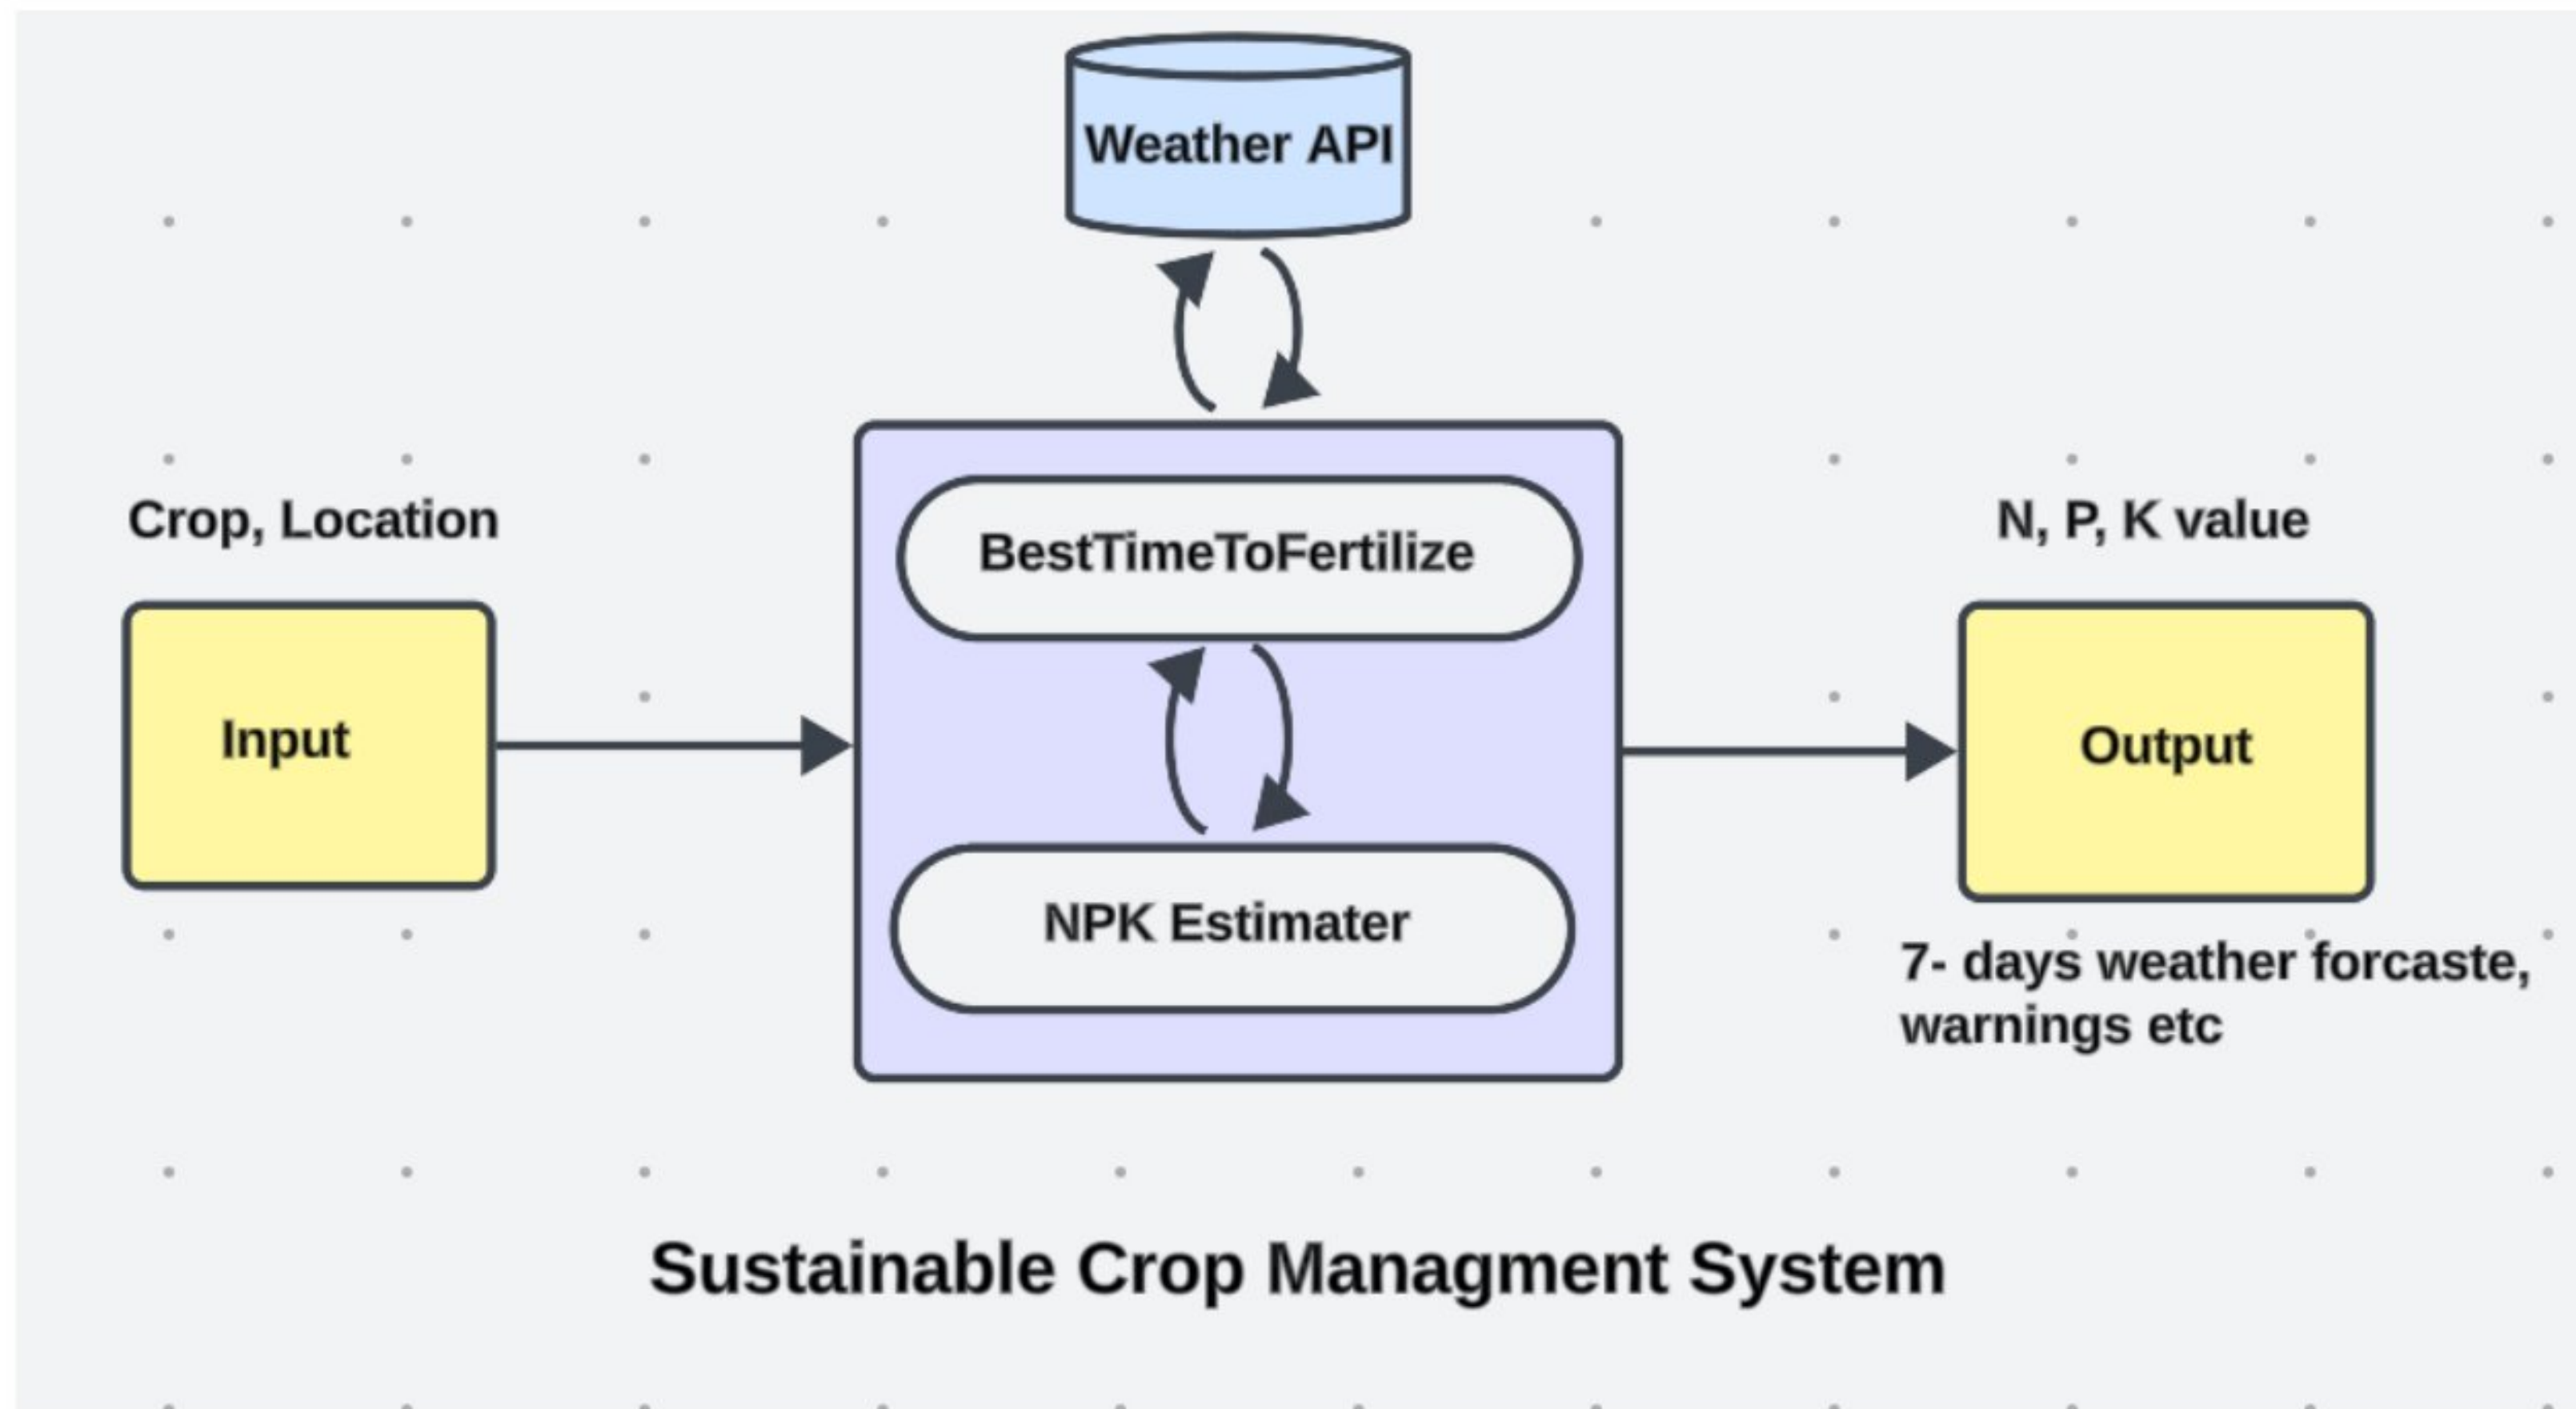 Weather API
Crop, Location
N, P, K value
BestTimeToFertilize
Input
Output
NPK Estimater
7- days weather forcaste,
warnings etc
Sustainable Crop Managment System